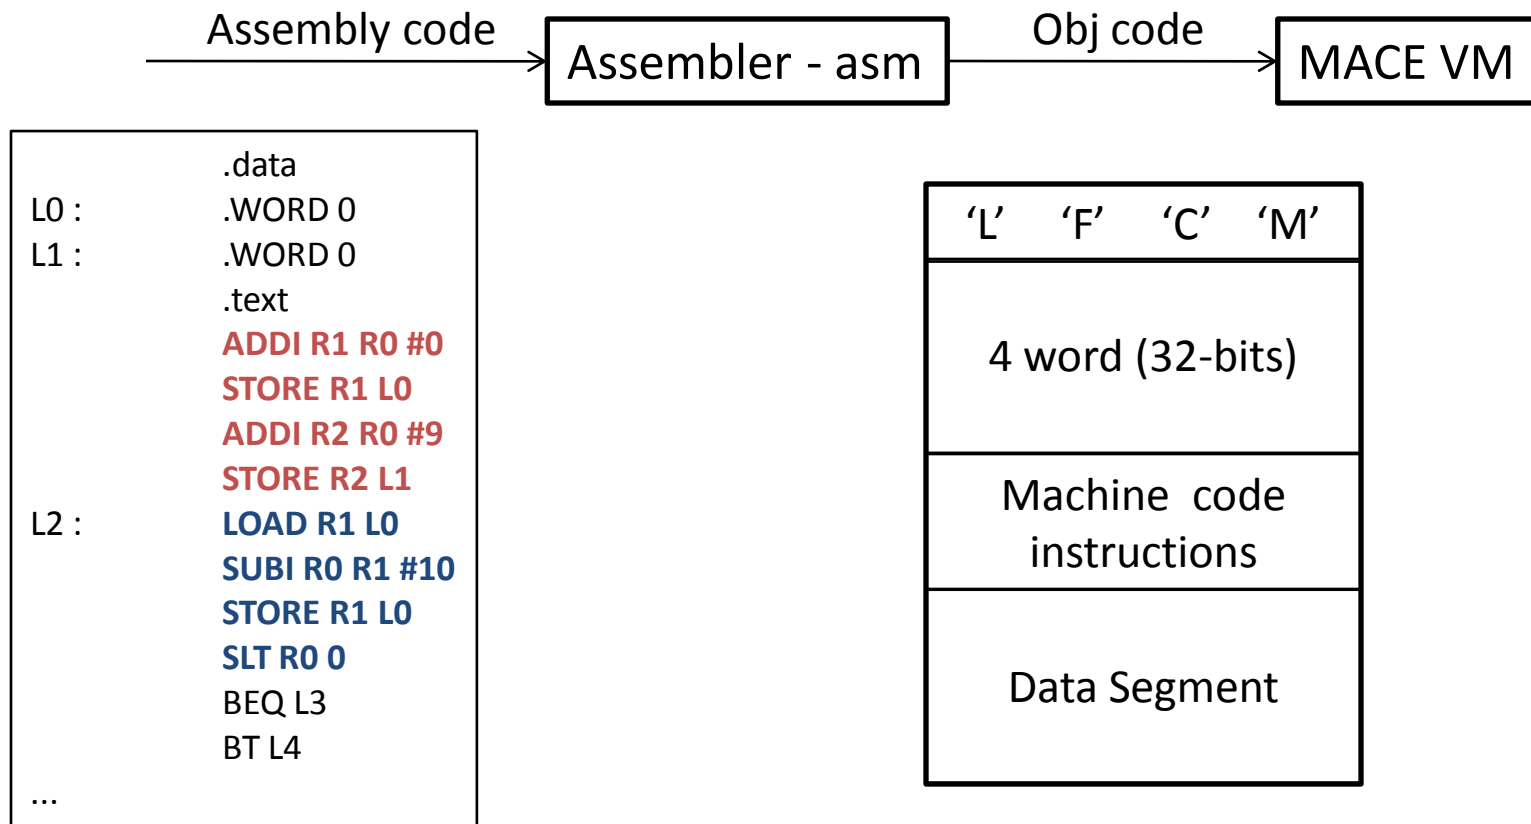 Assembly code
Assembler - asm
Obj code
MACE VM
.data
L0 : .WORD 0
L1 : .WORD 0
.text
ADDI R1 R0 #0
STORE R1 L0
ADDI R2 R0 #9
STORE R2 L1
L2 : LOAD R1 L0
SUBI R0 R1 #10
STORE R1 L0
SLT R0 0
BEQ L3
BT L4
...
‘L’ ‘F’ ‘C’ ‘M’
4 word (32-bits)
Machine code
instructions
Data Segment